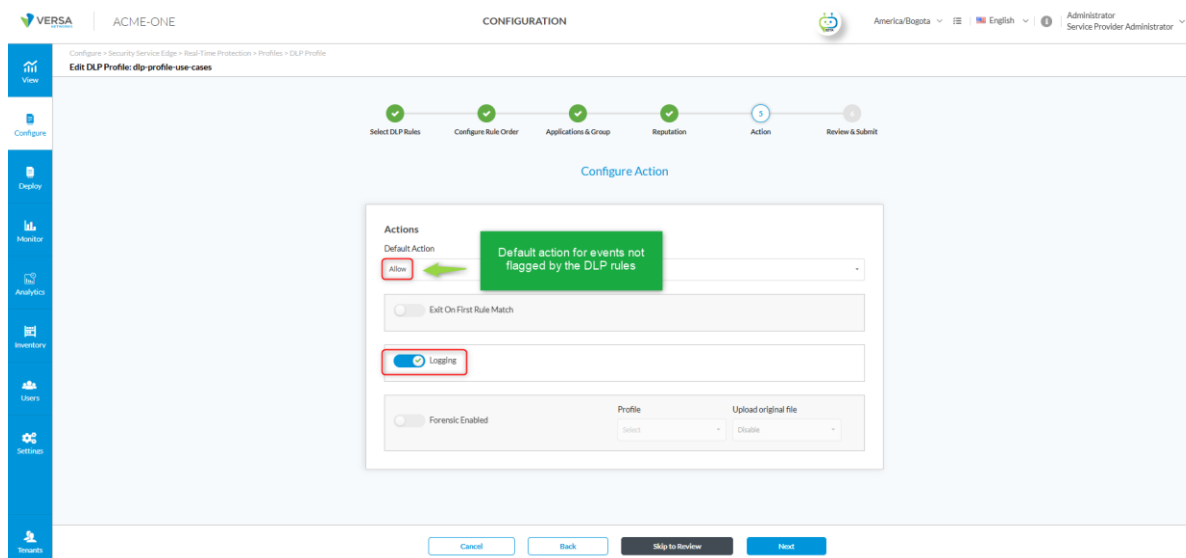 VERSA
NETWORKS
ACME-ONE
CONFIGURATION
America/Bogota
English
Administrator
Service Provider Administrator
Configure > Security Service Edge > Real-Time Protection > Profiles > DLP Profile
Edit DLP Profile: dlp-profile-use-cases
View
Configure
Deploy
Monitor
Analytics
Inventory
Users
Settings
Tenants
5
Select DLP Rules
Configure Rule Order
Applications & Group
Reputation
Action
Review & Submit
Configure Action
Actions
Default Action
Allow
Default action for events not
flagged by the DLP rules
Exit On First Rule Match
Logging
Forensic Enabled
Profile
Upload original file
Select
Disable
Cancel
Back
Skip to Review
Next